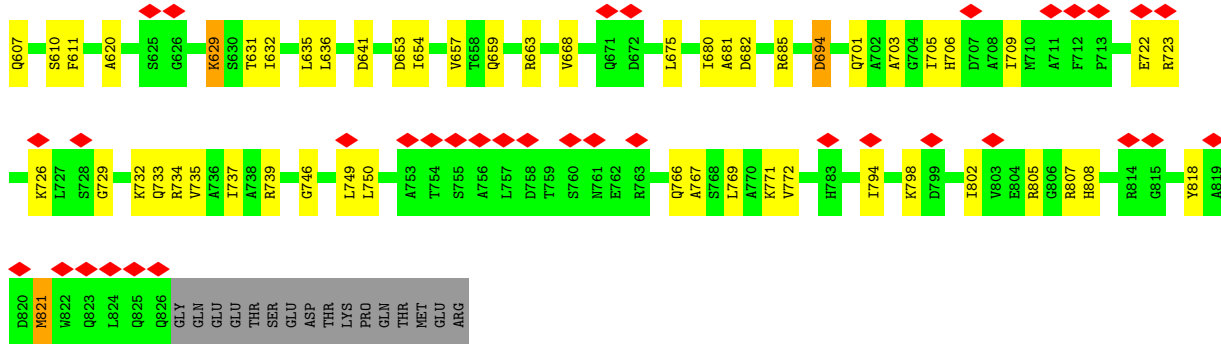 Q607 S610 F611 A620 S625 G626 K629 S630 T631 I632 L635 L636 D641 D653 I654 V657 T658 Q659 R663 V668 Q671 D672 L675 I680 A681 D682 R685 D694 Q701 A702 A703 G704 I705 H706 D707 A708 I709 M710 A711 F712 P713 E722 R723
K726 L727 S728 G729 K732 Q733 R734 V735 A736 I737 A738 R739 G746 L749 L750 A753 T754 S755 A756 L757 D758 T759 S760 N761 E762 R763 Q766 A767 S768 L769 A770 K771 V772 H783 I794 K798 D799 I802 V803 E804 R805 G806 R807 H808 R814 G815 Y818 A819
D820 M821 W822 Q823 L824 Q825 Q826 GLY GLN GLU GLU THR SER GLU ASP THR LYS PRO GLN THR MET GLU ARG